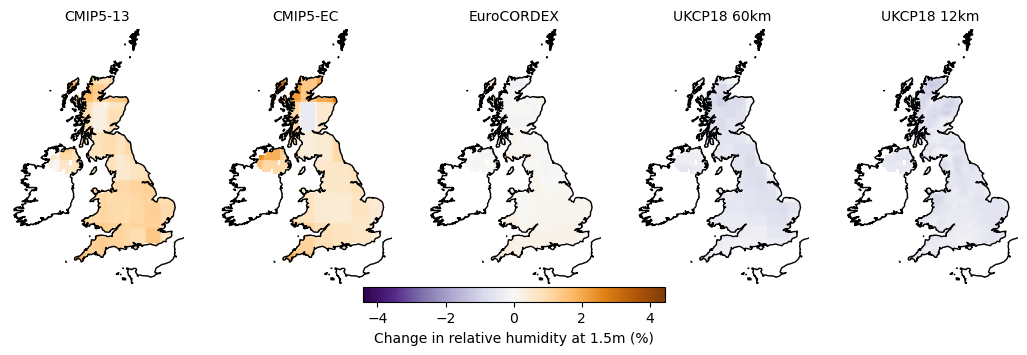 CMIP5-13 CMIP5-EC EuroCORDEX UKCP18 60km UKCP18 12km
−4 −2 0 2 4
Change in relative humidity at 1.5m (%)